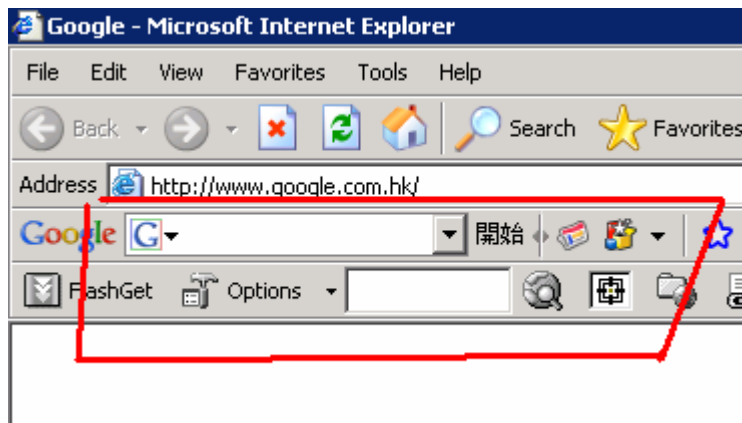 Google - Microsoft Internet Explorer
File Edit View Favorites Tools Help
Back Search Favorites
Address http://www.google.com.hk/
Google G 開始
FlashGet Options